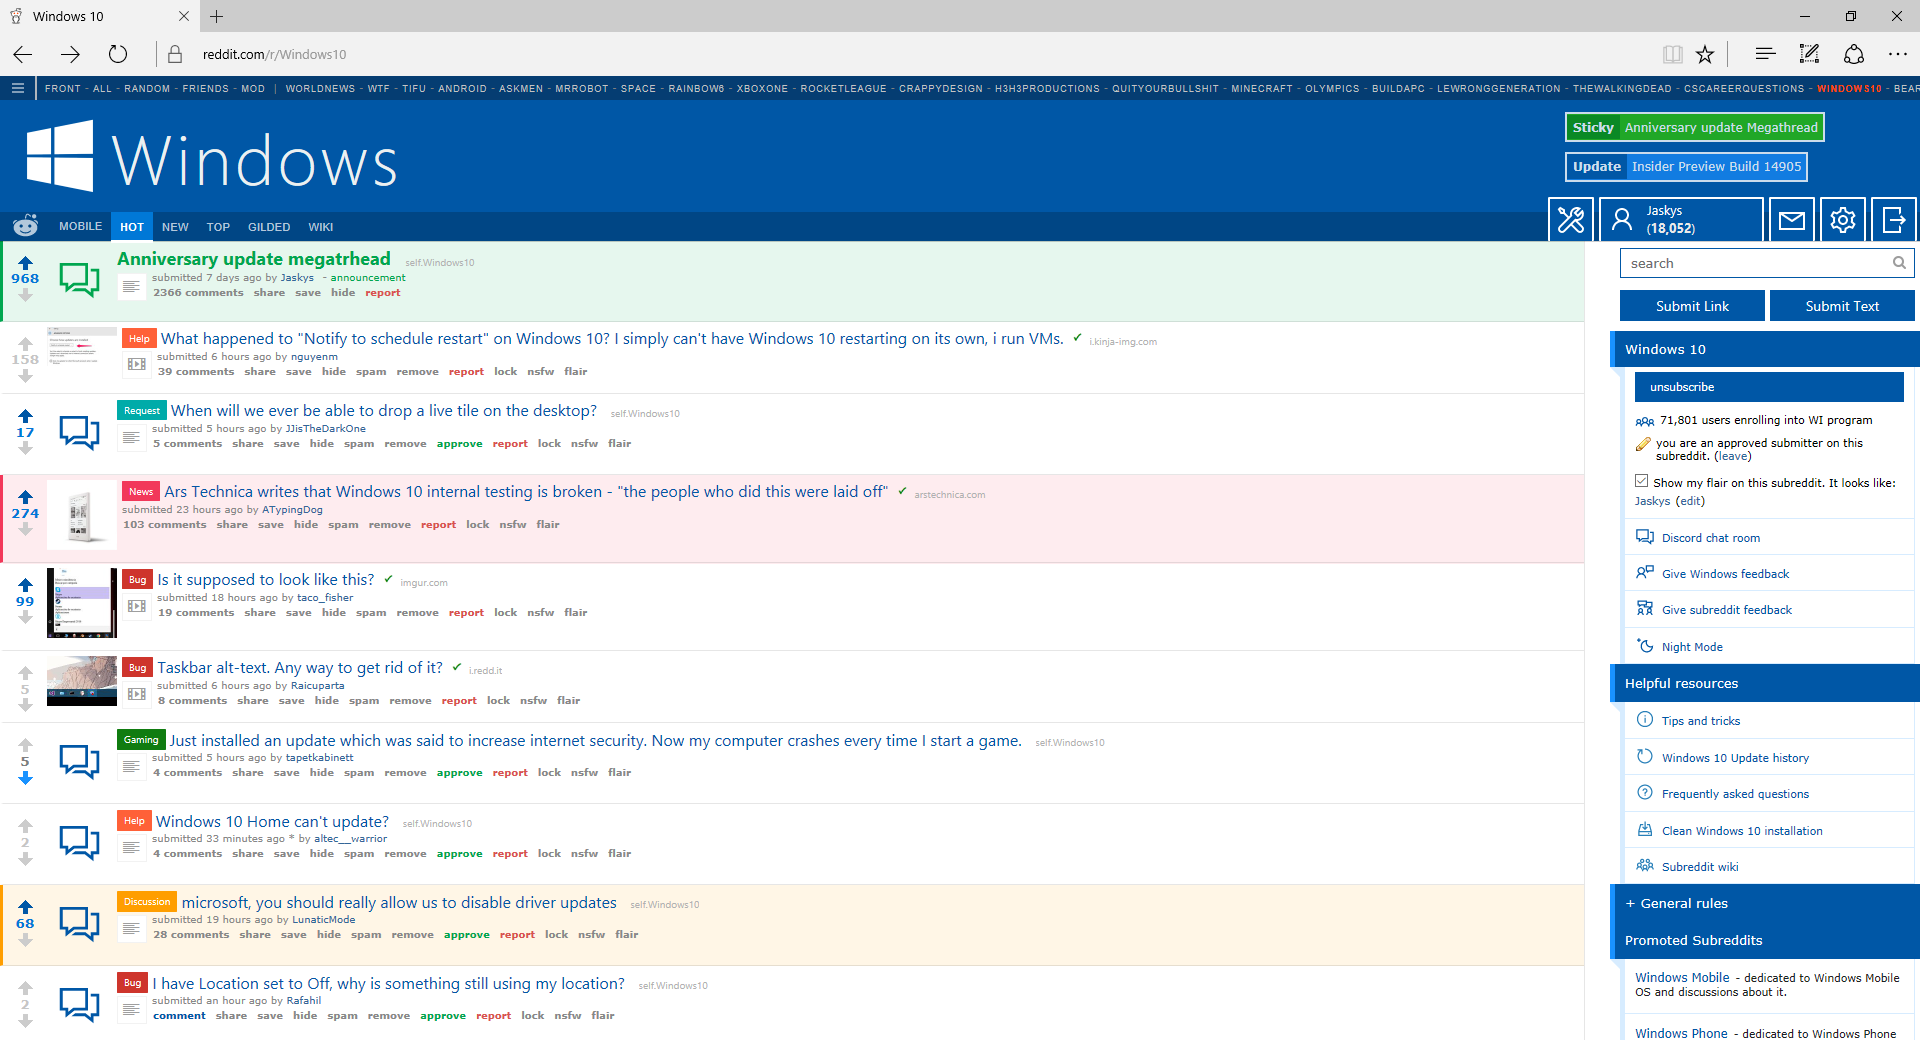 Windows 10
reddit.com/r/Windows10
FRONT - ALL - RANDOM - FRIENDS - MOD | WORLDNEWS - WTF - TIFU - ANDROID - ASKMEN - MRROBOT - SPACE - RAINBOW6 - XBOXONE - ROCKETLEAGUE - CRAPPYDESIGN - H3H3PRODUCTIONS - QUITYOURBULLSHIT - MINECRAFT - OLYMPICS - BUILDAPC - LEWRONGGENERATION - THEWALKINGDEAD - CSCAREERQUESTIONS - WINDOWS10 - BEAR
Windows
Sticky Anniversary update Megathread
Update Insider Preview Build 14905
MOBILE HOT NEW TOP GILDED WIKI
Jaskys
(18,052)
968
Anniversary update megatrhead self.Windows10
submitted 7 days ago by Jaskys - announcement
2366 comments share save hide report
158
Help What happened to "Notify to schedule restart" on Windows 10? I simply can't have Windows 10 restarting on its own, i run VMs. ✔ i.kinja-img.com
submitted 6 hours ago by nguyenm
39 comments share save hide spam remove report lock nsfw flair
17
Request When will we ever be able to drop a live tile on the desktop? self.Windows10
submitted 5 hours ago by JJisTheDarkOne
5 comments share save hide spam remove approve report lock nsfw flair
274
News Ars Technica writes that Windows 10 internal testing is broken - "the people who did this were laid off" ✔ arstechnica.com
submitted 23 hours ago by ATypingDog
103 comments share save hide spam remove report lock nsfw flair
99
Bug Is it supposed to look like this? ✔ imgur.com
submitted 18 hours ago by taco_fisher
19 comments share save hide spam remove report lock nsfw flair
5
Bug Taskbar alt-text. Any way to get rid of it? ✔ i.redd.it
submitted 6 hours ago by Raicuparta
8 comments share save hide spam remove report lock nsfw flair
5
Gaming Just installed an update which was said to increase internet security. Now my computer crashes every time I start a game. self.Windows10
submitted 5 hours ago by tapetkabinett
4 comments share save hide spam remove approve report lock nsfw flair
2
Help Windows 10 Home can't update? self.Windows10
submitted 33 minutes ago * by altec__warrior
4 comments share save hide spam remove approve report lock nsfw flair
68
Discussion microsoft, you should really allow us to disable driver updates self.Windows10
submitted 19 hours ago by LunaticMode
28 comments share save hide spam remove approve report lock nsfw flair
2
Bug I have Location set to Off, why is something still using my location? self.Windows10
submitted an hour ago by Rafahil
comment share save hide spam remove approve report lock nsfw flair
search
Submit Link Submit Text
Windows 10
unsubscribe
71,801 users enrolling into WI program
you are an approved submitter on this
subreddit. (leave)
Show my flair on this subreddit. It looks like:
Jaskys (edit)
Discord chat room
Give Windows feedback
Give subreddit feedback
Night Mode
Helpful resources
Tips and tricks
Windows 10 Update history
Frequently asked questions
Clean Windows 10 installation
Subreddit wiki
+ General rules
Promoted Subreddits
Windows Mobile - dedicated to Windows Mobile
OS and discussions about it.
Windows Phone - dedicated to Windows Phone